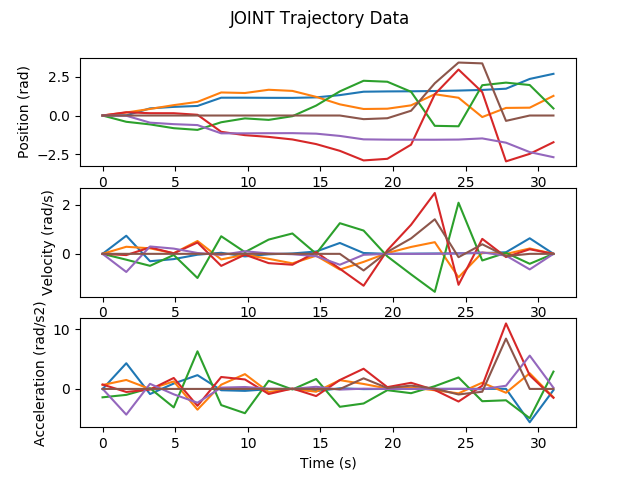 JOINT Trajectory Data
Position (rad)
2.5
0.0
−2.5
0 5 10 15 20 25 30
Velocity (rad/s)
2
0
0 5 10 15 20 25 30
Acceleration (rad/s2)
10
0
0 5 10 15 20 25 30
Time (s)